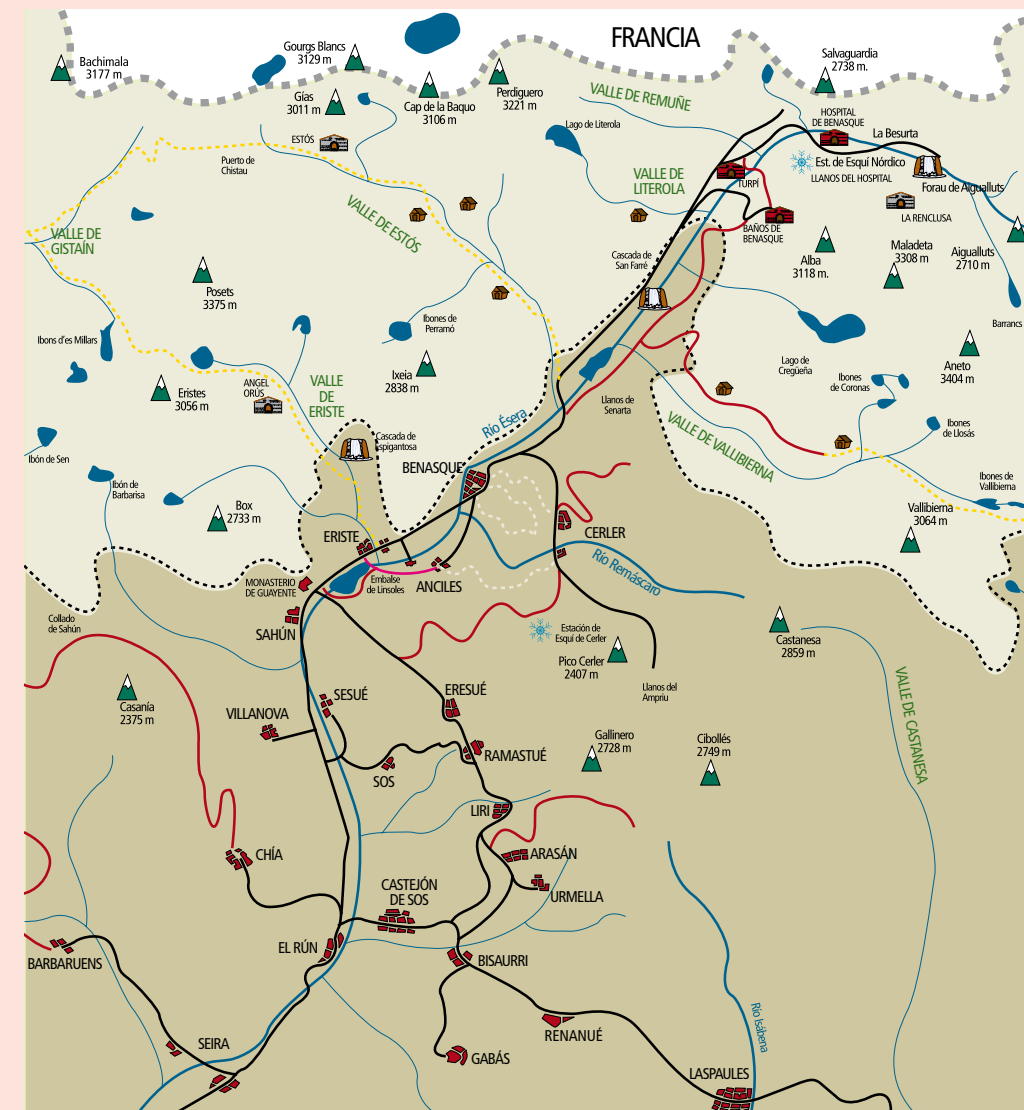 FRANCIA
Bachimala
3177 m
Gourgs Blancs
3129 m
Gías
3011 m
Cap de la Baquo
3106 m
Perdiguero
3221 m
Salvaguardia
2738 m.
VALLE DE REMUÑE
HOSPITAL
DE BENASQUE
La Besurta
Lago de Literola
ESTÓS
Puerto de
Chistau
Est. de Esquí Nórdico
LLANOS DEL HOSPITAL
Forau de Aigualluts
VALLE DE
LITEROLA
TURPÍ
LA RENCLUSA
VALLE DE ESTÓS
VALLE DE
GISTAÍN
BAÑOS DE
BENASQUE
Alba
3118 m.
Maladeta
3308 m
Aigualluts
2710 m
Cascada de
San Farré
Posets
3375 m
Ibons d'es Millars
Ibones de
Perramó
Barrancs
Ixeia
2838 m
Lago de
Cregüeña
Aneto
3404 m
Eristes
3056 m
ANGEL
ORÚS
VALLE
DE
ERISTE
Ibones
de Coronas
Llanos de
Senarta
Río Ésera
Ibones
de Llosás
VALLE DE VALLIBIERNA
Cascada de
spigantosa
Ibón de Sen
BENASQUE
Ibón de
Barbarisa
Ibones de
Vallibierna
Box
2733 m
Vallibierna
3064 m
ERISTE
CERLER
Río Remáscaro
MONASTERIO
DE GUAYENTE
Embalse
de Linsoles
ANCILES
Collado
de Sahún
SAHÚN
Estación de
Esquí de Cerler
Castanesa
2859 m
Pico Cerler
2407 m
Llanos del
Ampriu
VALLE DE CASTANESA
Casanía
2375 m
SESUÉ
ERESUÉ
VILLANOVA
Gallinero
2728 m
Cibollés
2749 m
RAMASTUÉ
SOS
LIRI
CHÍA
ARASÁN
CASTEJÓN
DE SOS
URMELLA
EL RÚN
BISAURRI
BARBARUENS
Río Isábena
RENANUÉ
SEIRA
GABÁS
LASPAULES